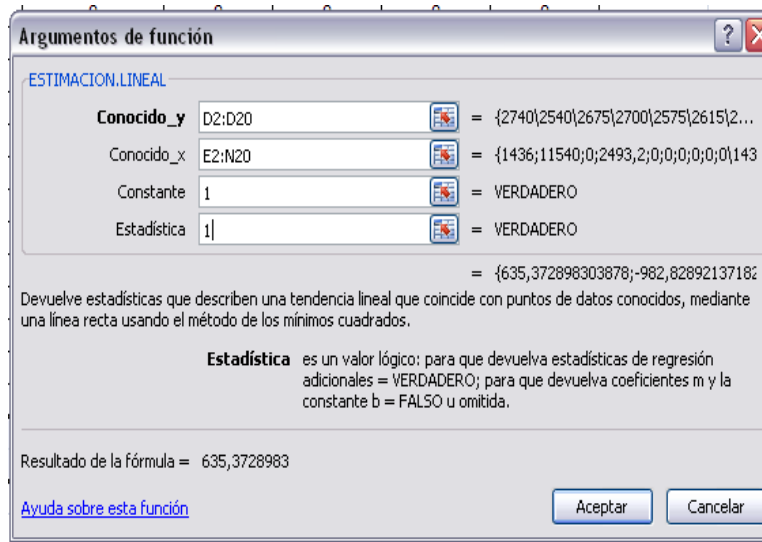 Argumentos de función
ESTIMACION.LINEAL
Conocido_y D2:D20 = {2740\2540\2675\2700\2575\2615\2...
Conocido_x E2:N20 = {1436;11540;0;2493,2;0;0;0;0;0;0\143
Constante 1 = VERDADERO
Estadística 1 = VERDADERO
= {635,372898303878;-982,82892137182
Devuelve estadísticas que describen una tendencia lineal que coincide con puntos de datos conocidos, mediante
una línea recta usando el método de los mínimos cuadrados.
Estadística es un valor lógico: para que devuelva estadísticas de regresión
adicionales = VERDADERO; para que devuelva coeficientes m y la
constante b = FALSO u omitida.
Resultado de la fórmula = 635,3728983
Ayuda sobre esta función
Aceptar
Cancelar